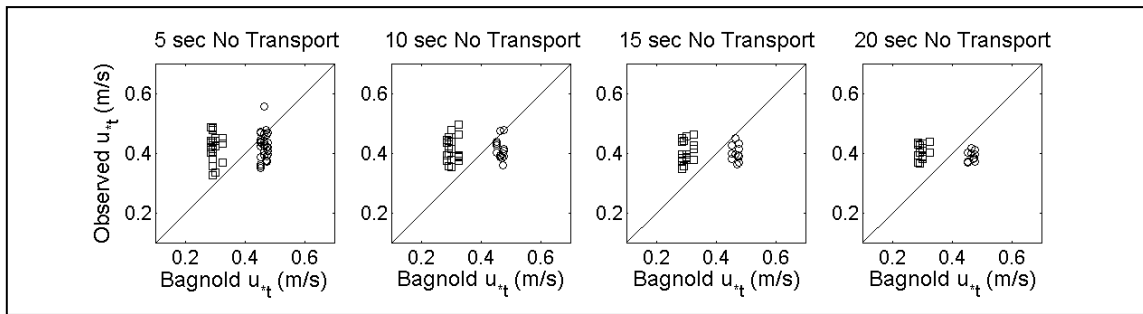 5 sec No Transport
10 sec No Transport
15 sec No Transport
20 sec No Transport
Observed u*t (m/s)
0.6
0.4
0.2
0.2 0.4 0.6
Bagnold u*t (m/s)
0.6
0.4
0.2
0.2 0.4 0.6
Bagnold u*t (m/s)
0.6
0.4
0.2
0.2 0.4 0.6
Bagnold u*t (m/s)
0.6
0.4
0.2
0.2 0.4 0.6
Bagnold u*t (m/s)